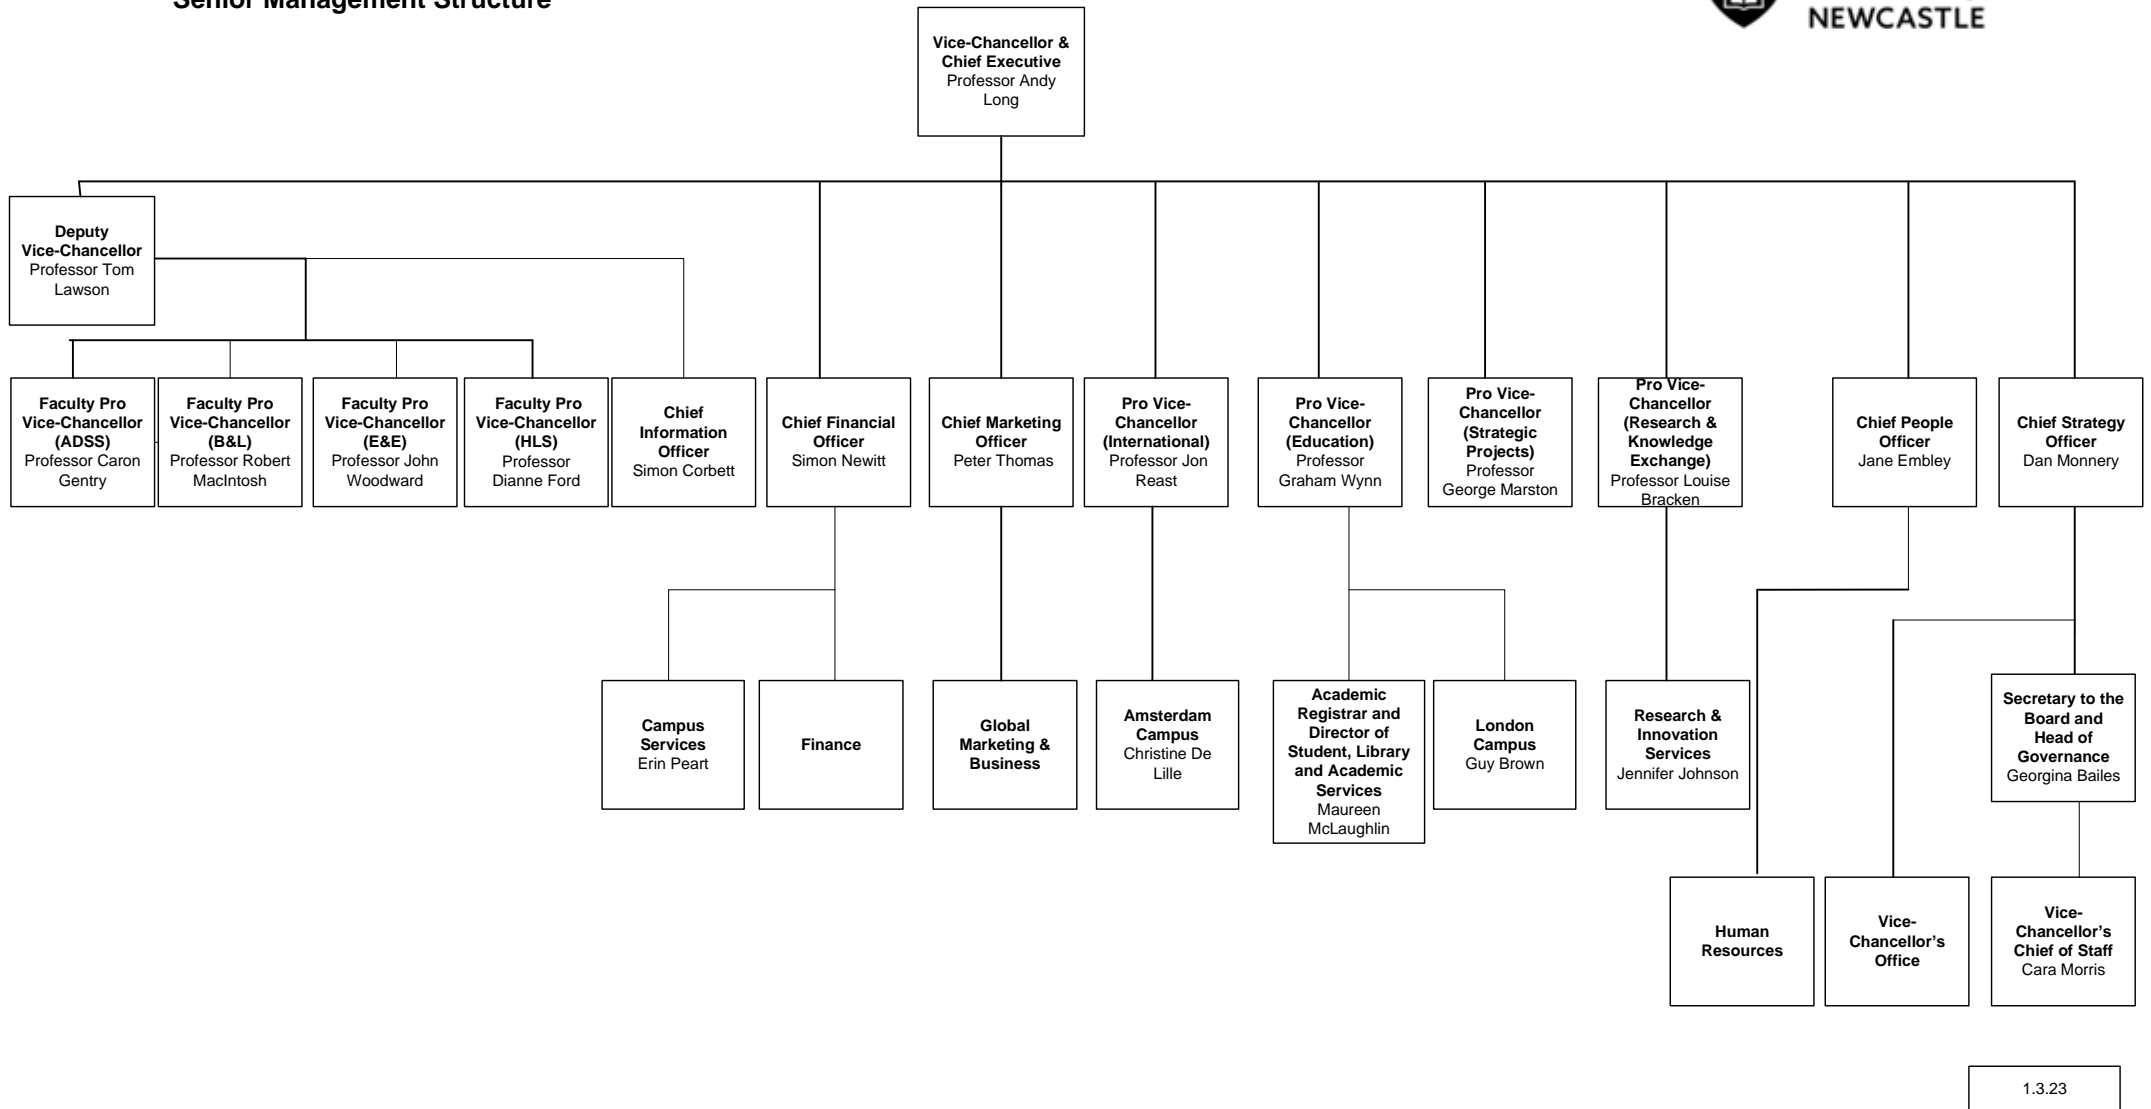 Senior Management Structure
NEWCASTLE
Vice-Chancellor &
Chief Executive
Professor Andy
Long
Deputy
Vice-Chancellor
Professor Tom
Lawson
Faculty Pro
Vice-Chancellor
(ADSS)
Professor Caron
Gentry
Faculty Pro
Vice-Chancellor
(B&L)
Professor Robert
MacIntosh
Faculty Pro
Vice-Chancellor
(E&E)
Professor John
Woodward
Faculty Pro
Vice-Chancellor
(HLS)
Professor
Dianne Ford
Chief
Information
Officer
Simon Corbett
Chief Financial
Officer
Simon Newitt
Chief Marketing
Officer
Peter Thomas
Pro Vice-
Chancellor
(International)
Professor Jon
Reast
Pro Vice-
Chancellor
(Education)
Professor
Graham Wynn
Pro Vice-
Chancellor
(Strategic
Projects)
Professor
George Marston
Pro Vice-
Chancellor
(Research &
Knowledge
Exchange)
Professor Louise
Bracken
Chief People
Officer
Jane Embley
Chief Strategy
Officer
Dan Monnery
Campus
Services
Erin Peart
Finance
Global
Marketing &
Business
Amsterdam
Campus
Christine De
Lille
Academic
Registrar and
Director of
Student, Library
and Academic
Services
Maureen
McLaughlin
London
Campus
Guy Brown
Research &
Innovation
Services
Jennifer Johnson
Secretary to the
Board and
Head of
Governance
Georgina Bailes
Human
Resources
Vice-
Chancellor’s
Office
Vice-
Chancellor’s
Chief of Staff
Cara Morris
1.3.23